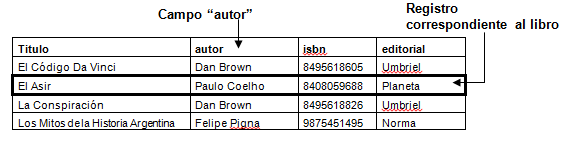 Campo “autor”
Registro
correspondiente al libro
Titulo autor isbn editorial
El Código Da Vinci Dan Brown 8495618605 Umbriel
El Asir Paulo Coelho 8408059688 Planeta
La Conspiración Dan Brown 8495618826 Umbriel
Los Mitos de la Historia Argentina Felipe Pigna 9875451495 Norma